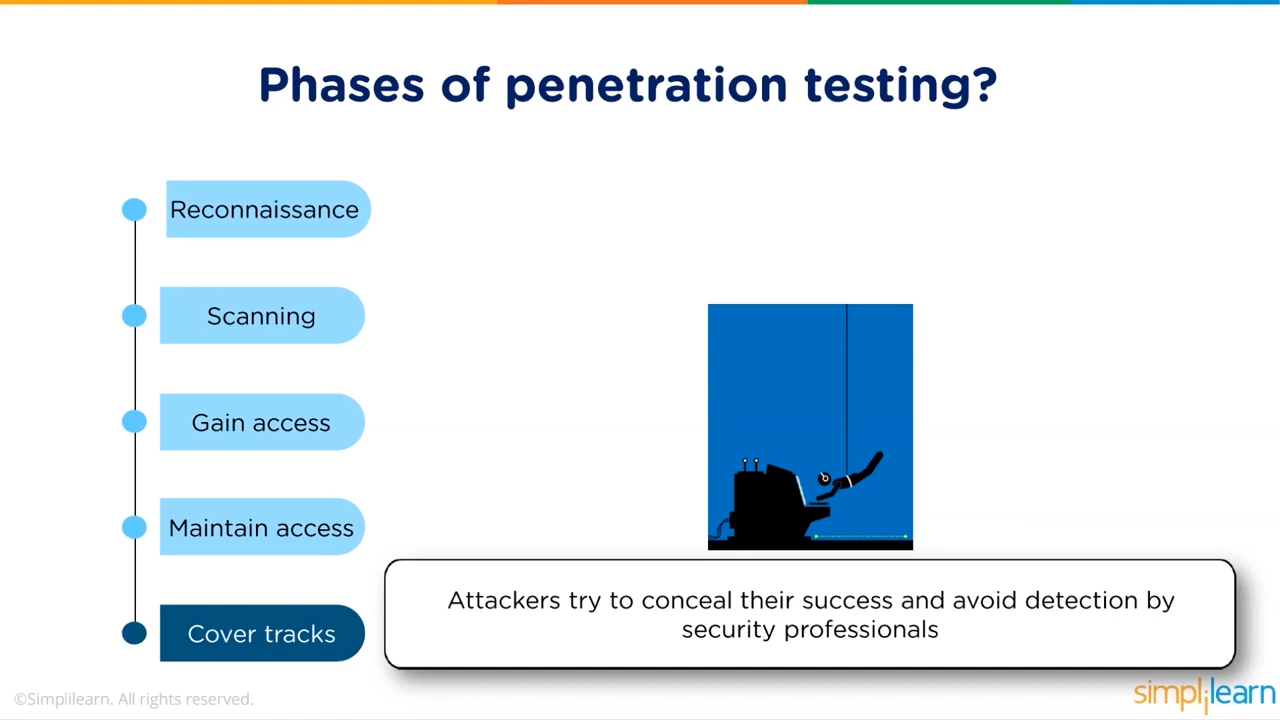 Phases of penetration testing?
Reconnaissance
Scanning
Gain access
Maintain access
Cover tracks
Attackers try to conceal their success and avoid detection by
security professionals
©Simplilearn. All rights reserved.
simplilearn